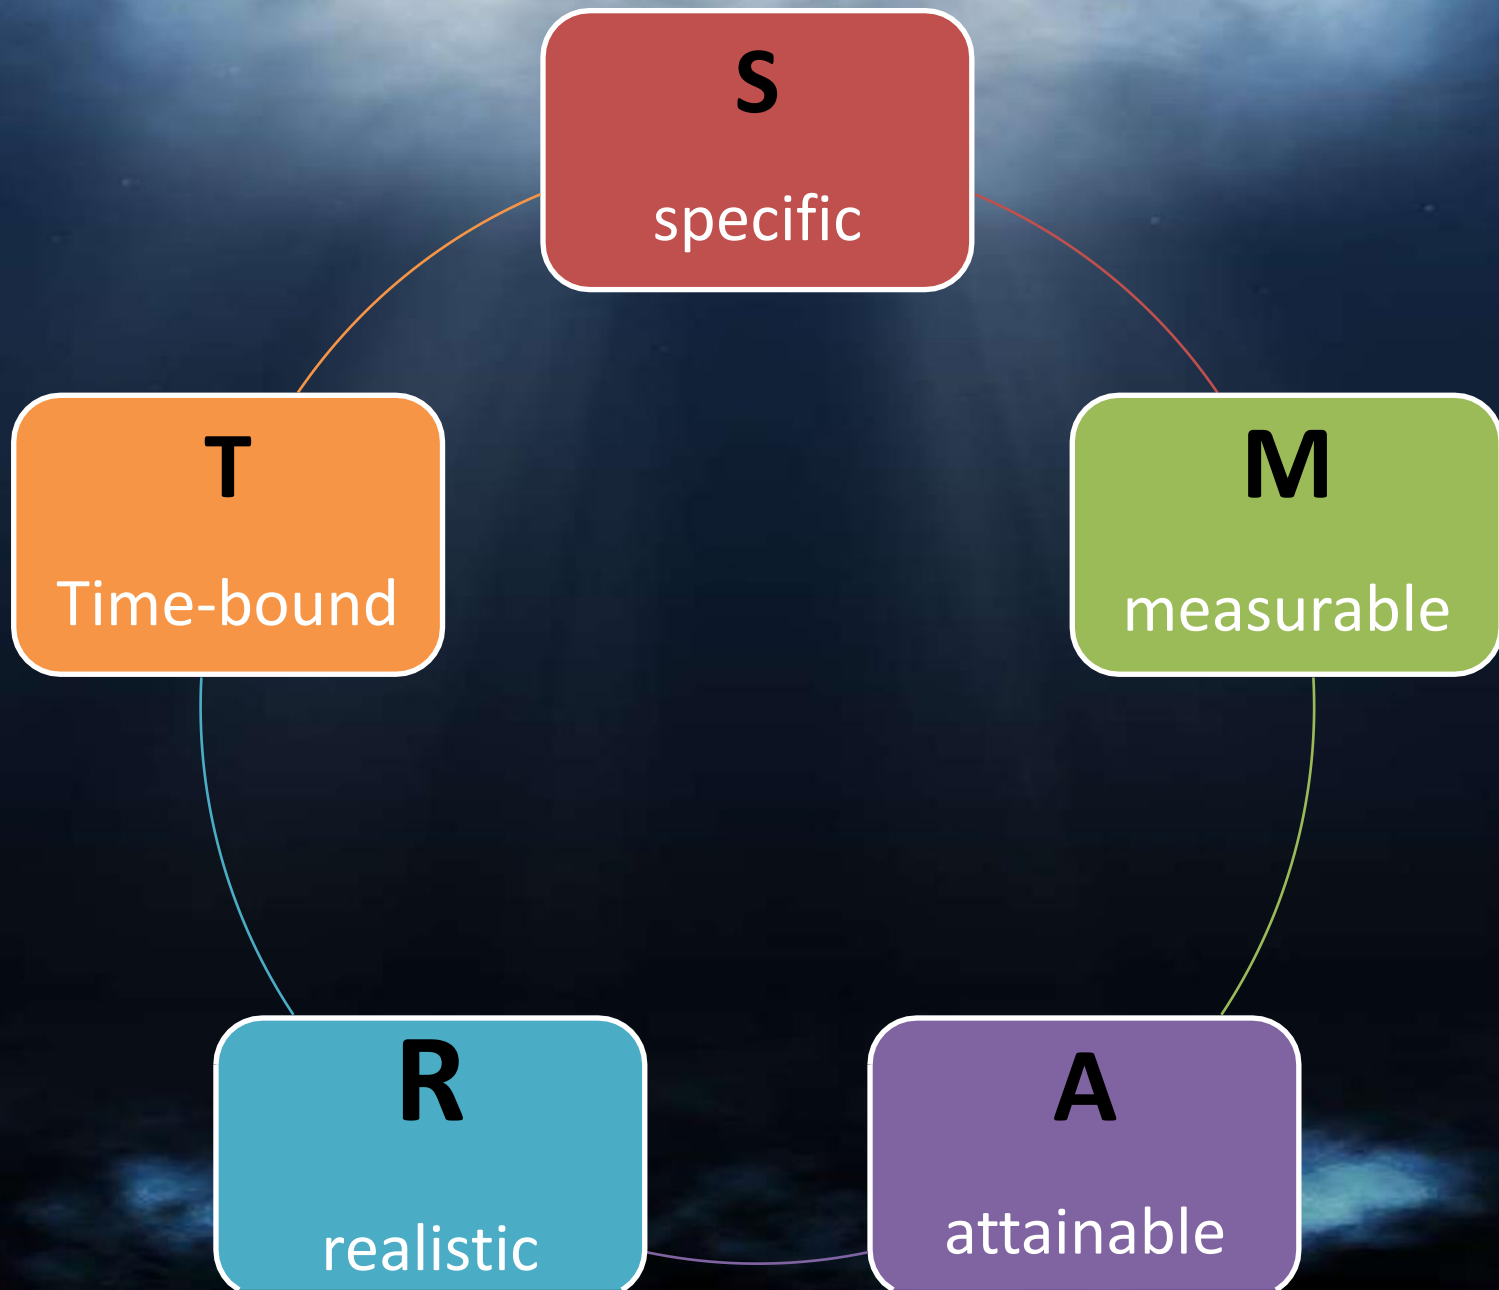 S
specific
M
measurable
A
attainable
R
realistic
T
Time-bound